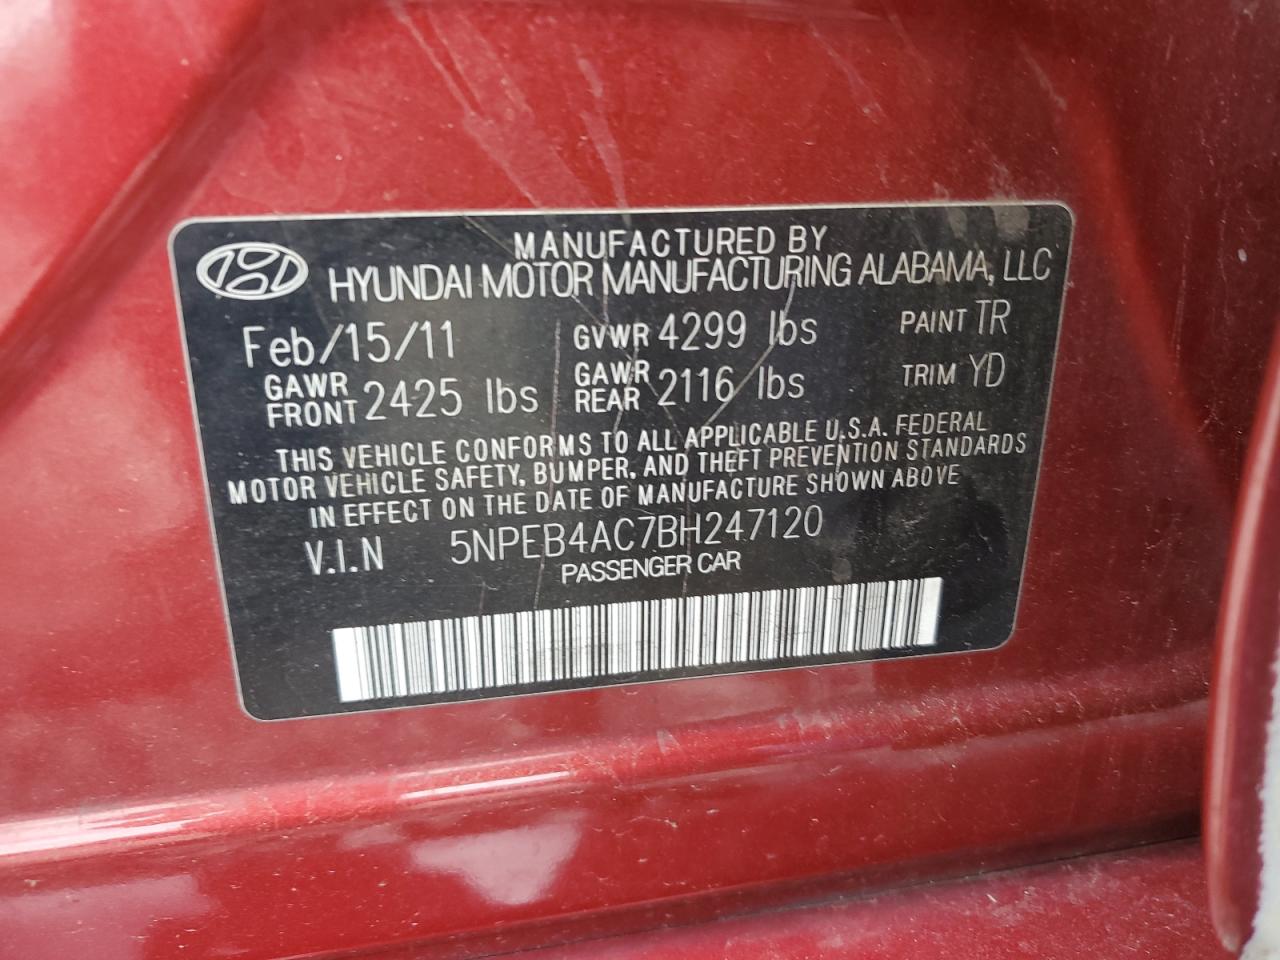 MANUFACTURED BY
HYUNDAI MOTOR MANUFACTURING ALABAMA, LLC
Feb/15/11 GVWR 4299 lbs PAINT TR
GAWR FRONT 2425 lbs GAWR REAR 2116 lbs TRIM YD
THIS VEHICLE CONFORMS TO ALL APPLICABLE U.S.A. FEDERAL
MOTOR VEHICLE SAFETY, BUMPER, AND THEFT PREVENTION STANDARDS
IN EFFECT ON THE DATE OF MANUFACTURE SHOWN ABOVE
V.I.N 5NPEB4AC7BH247120
PASSENGER CAR